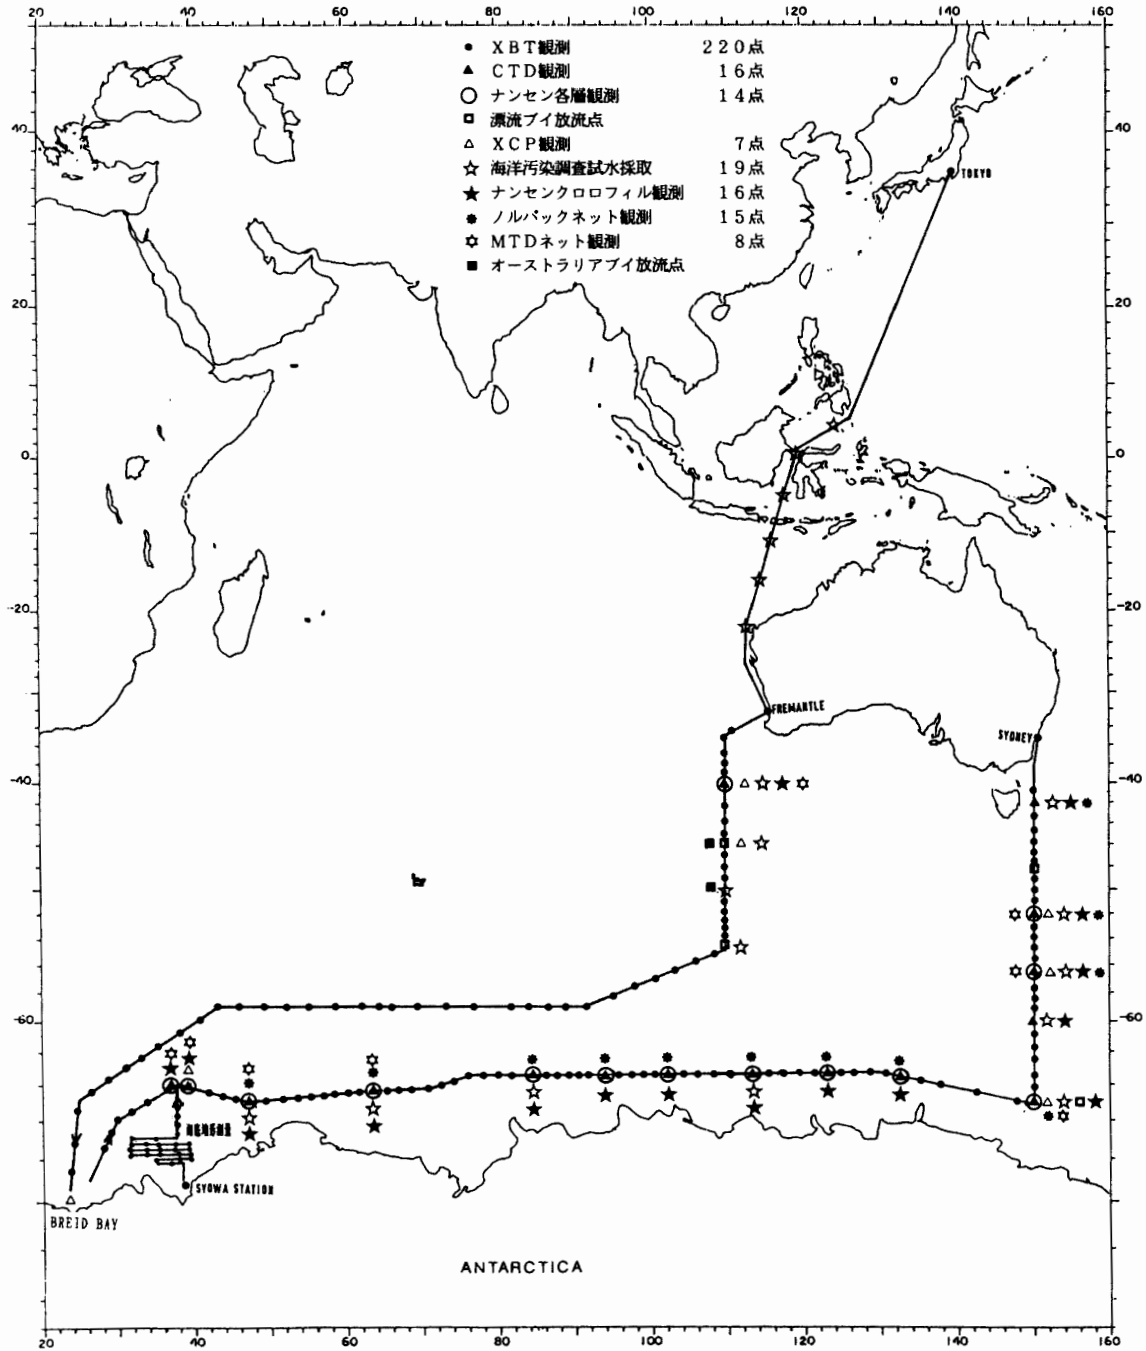 20 40 60 80 100 120 140 160
XBT観測 220点
CTD観測 16点
ナンセン各層観測 14点
漂流ブイ放流点
XCP観測 7点
海洋汚染調査試水採取 19点
ナンセンクロロフィル観測 16点
ノルパックネット観測 15点
MTDネット観測 8点
オーストラリアブイ放流点
40 40
TOKYO
20 20
0 0
-20 -20
FREMANTLE
SYDNEY
-40 -40
-60 -60
SYOWA STATION
BREID BAY
ANTARCTICA
20 40 60 80 100 120 140 160